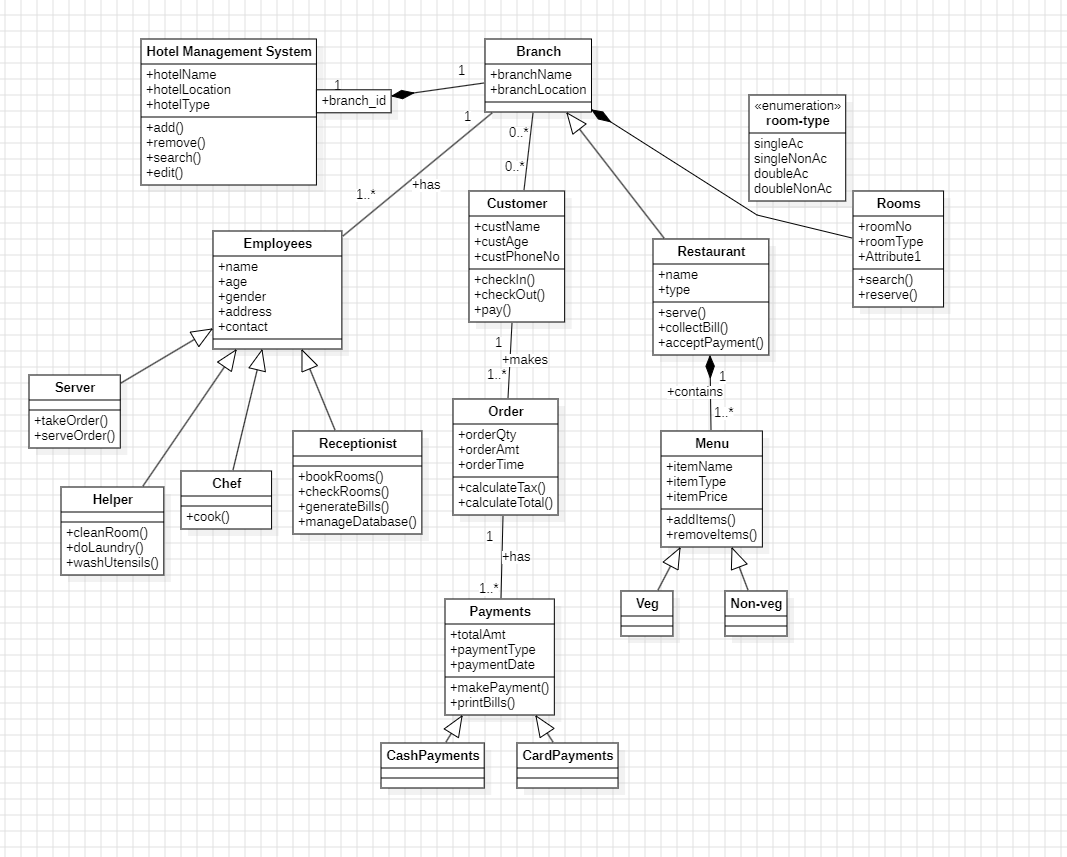 Hotel Management System
+hotelName
+hotelLocation
+hotelType
+add()
+remove()
+search()
+edit()
1
+branch_id
1
Branch
+branchName
+branchLocation
«enumeration»
room-type
singleAc
singleNonAc
doubleAc
doubleNonAc
1
+has
1..*
0..*
0..*
Customer
+custName
+custAge
+custPhoneNo
+checkIn()
+checkOut()
+pay()
Rooms
+roomNo
+roomType
+Attribute1
+search()
+reserve()
Employees
+name
+age
+gender
+address
+contact
Restaurant
+name
+type
+serve()
+collectBill()
+acceptPayment()
1
+makes
1..*
1
+contains
1..*
Server
+takeOrder()
+serveOrder()
Helper
+cleanRoom()
+doLaundry()
+washUtensils()
Chef
+cook()
Receptionist
+bookRooms()
+checkRooms()
+generateBills()
+manageDatabase()
Order
+orderQty
+orderAmt
+orderTime
+calculateTax()
+calculateTotal()
Menu
+itemName
+itemType
+itemPrice
+addItems()
+removeItems()
1
+has
1..*
Veg
Non-veg
Payments
+totalAmt
+paymentType
+paymentDate
+makePayment()
+printBills()
CashPayments
CardPayments